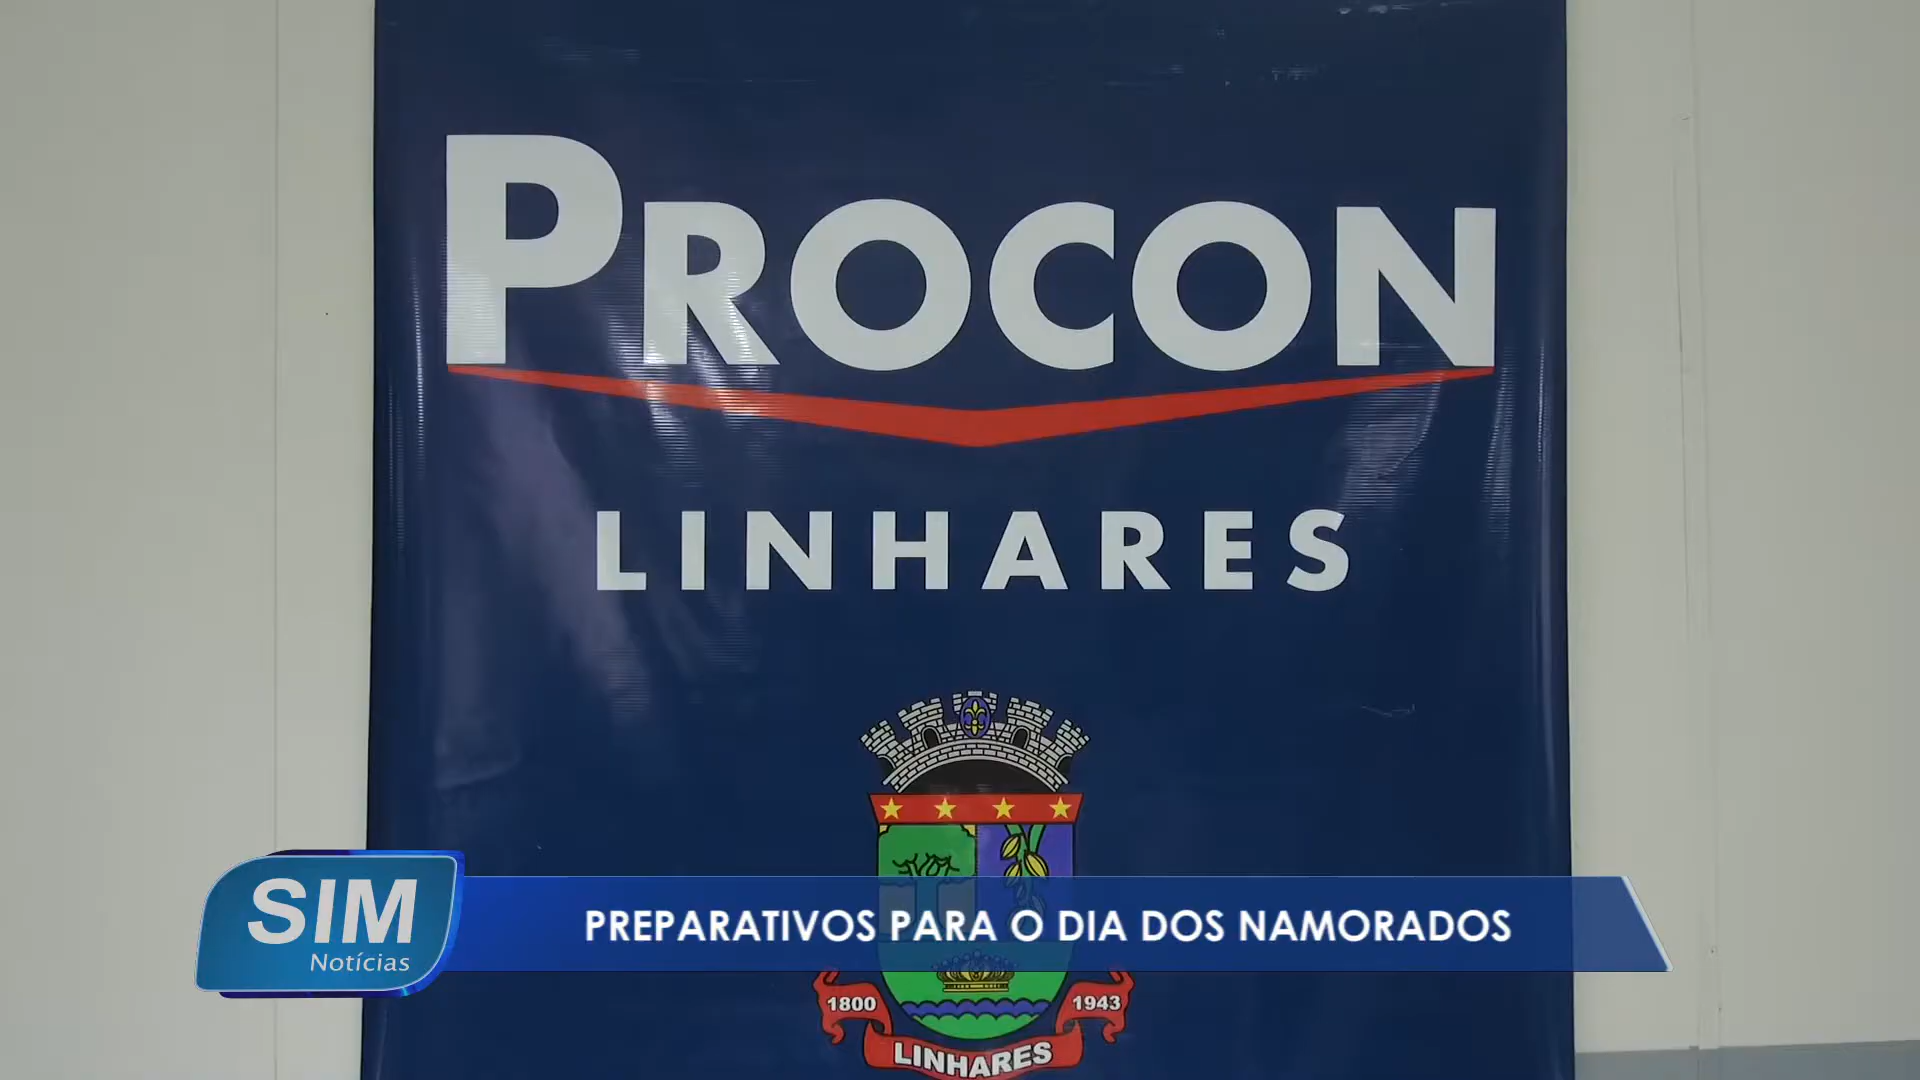 PROCON
LINHARES
SIM
Notícias
PREPARATIVOS PARA O DIA DOS NAMORADOS
1800
1943
LINHARES